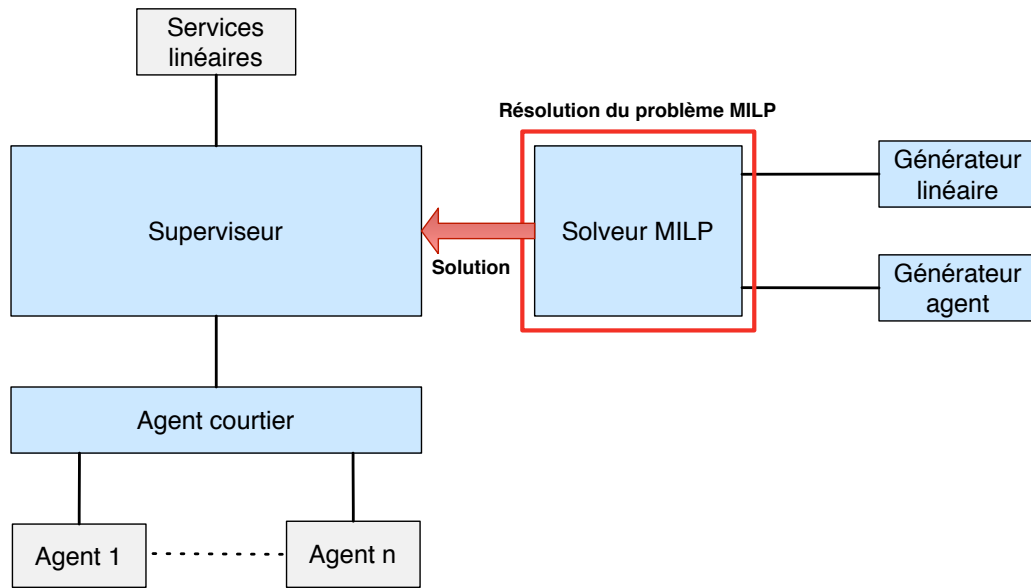 Services
linéaires
Résolution du problème MILP
Superviseur
Solution
Solveur MILP
Générateur
linéaire
Générateur
agent
Agent courtier
Agent 1
Agent n